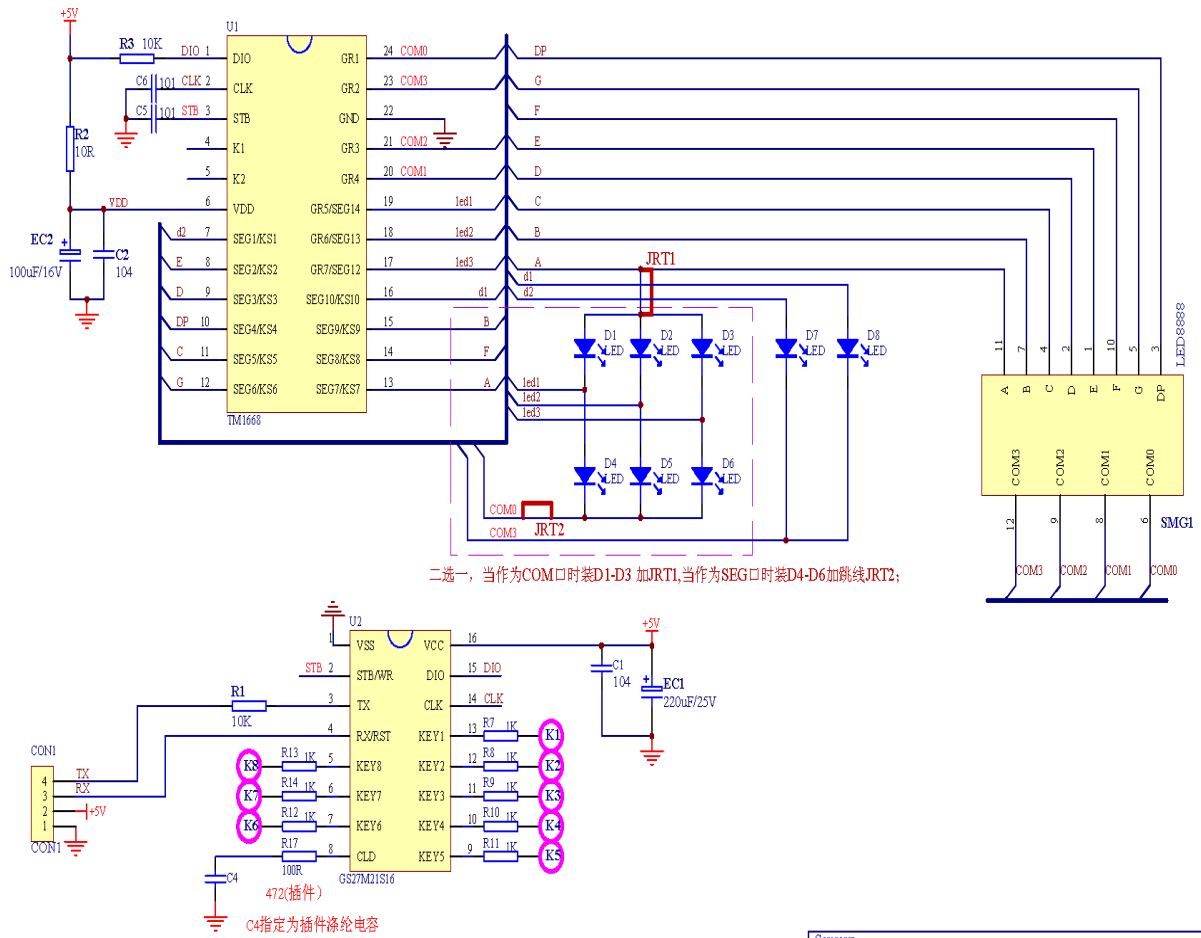 +5V
R3 10K
DIO 1
C6 101 CLK 2
C5 101 STB 3
R2
10R
4
5
VDD 6
EC2
100uF/16V
C2
104
d2 7
E 8
D 9
DP 10
C 11
G 12
U1
DIO
CLK
STB
K1
K2
VDD
SEG1/KS1
SEG2/KS2
SEG3/KS3
SEG4/KS4
SEG5/KS5
SEG6/KS6
GR1
GR2
GND
GR3
GR4
GR5/SEG14
GR6/SEG13
GR7/SEG12
SEG10/KS10
SEG9/KS9
SEG8/KS8
SEG7/KS7
TM1668
24 COM0
23 COM3
22
21 COM2
20 COM1
19 led1
18 led2
17 led3
16 d1
15 B
14 F
13 A
DP
G
F
E
D
C
B
A
d1
d2
JRT1
D1
LED
D2
LED
D3
LED
D7
LED
D8
LED
led1
led2
led3
D4
LED
D5
LED
D6
LED
COM0
COM3
JRT2
11 7 4 2 1 10 5 3
LED8888
A B C D E F G DP
COM3 COM2 COM1 COM0
12 9 8 6
SMG1
COM3 COM2 COM1 COM0
二选一，当作为COM口时装D1-D3 加JRT1,当作为SEG口时装D4-D6加跳线JRT2；
U2
1
STB 2
3
4
5
6
7
8
VSS
STB/WR
TX
RX/RST
KEY8
KEY7
KEY6
CLD
VCC
DIO
CLK
KEY1
KEY2
KEY3
KEY4
KEY5
GS27M21S16
16
15 DIO
14 CLK
13 R7 1K K1
12 R8 1K K2
11 R9 1K K3
10 R10 1K K4
9 R11 1K K5
+5V
C1
104
EC1
220uF/25V
R1
10K
K8 R13 1K
K7 R14 1K
K6 R12 1K
R17
100R
C4
472(插件）
C4指定为插件涤纶电容
CON1
4 TX
3 RX
2 +5V
1
CON1